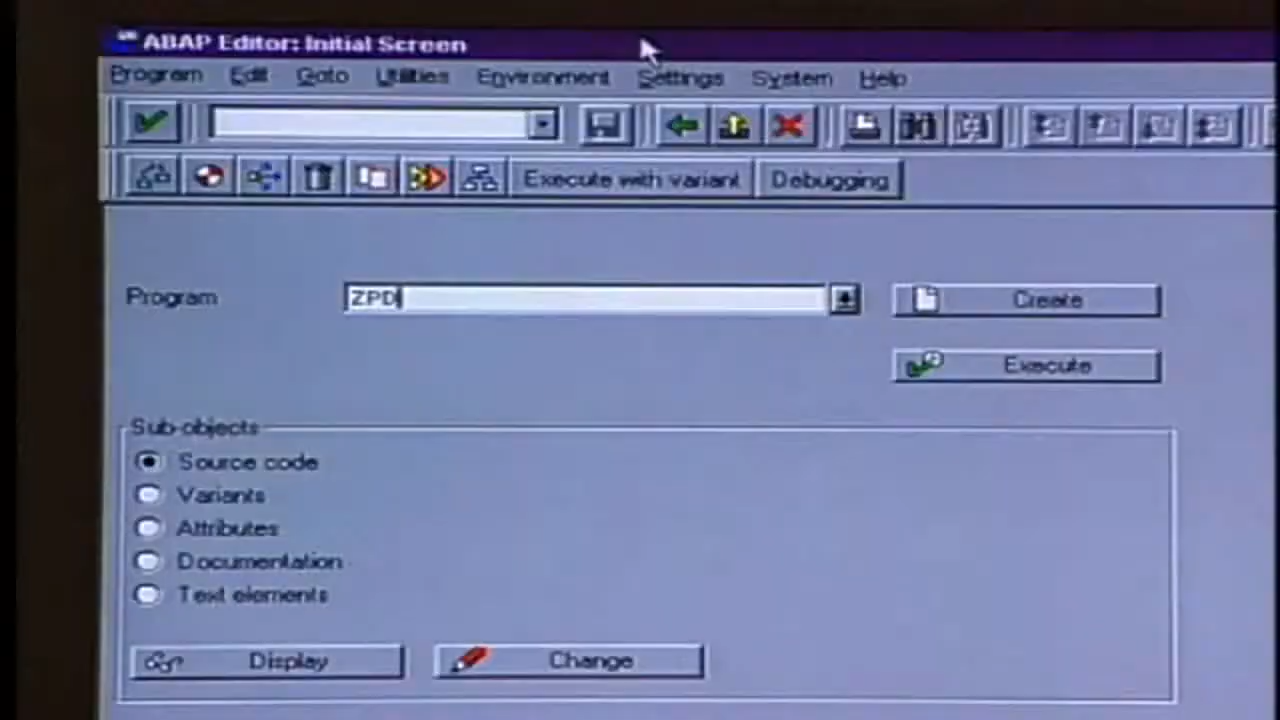 ABAP Editor: Initial Screen
Program Edit Goto Utilities Environment Settings System Help
Execute with variant Debugging
Program ZPD Create
Execute
Sub-objects
Source code
Variants
Attributes
Documentation
Text elements
Display Change